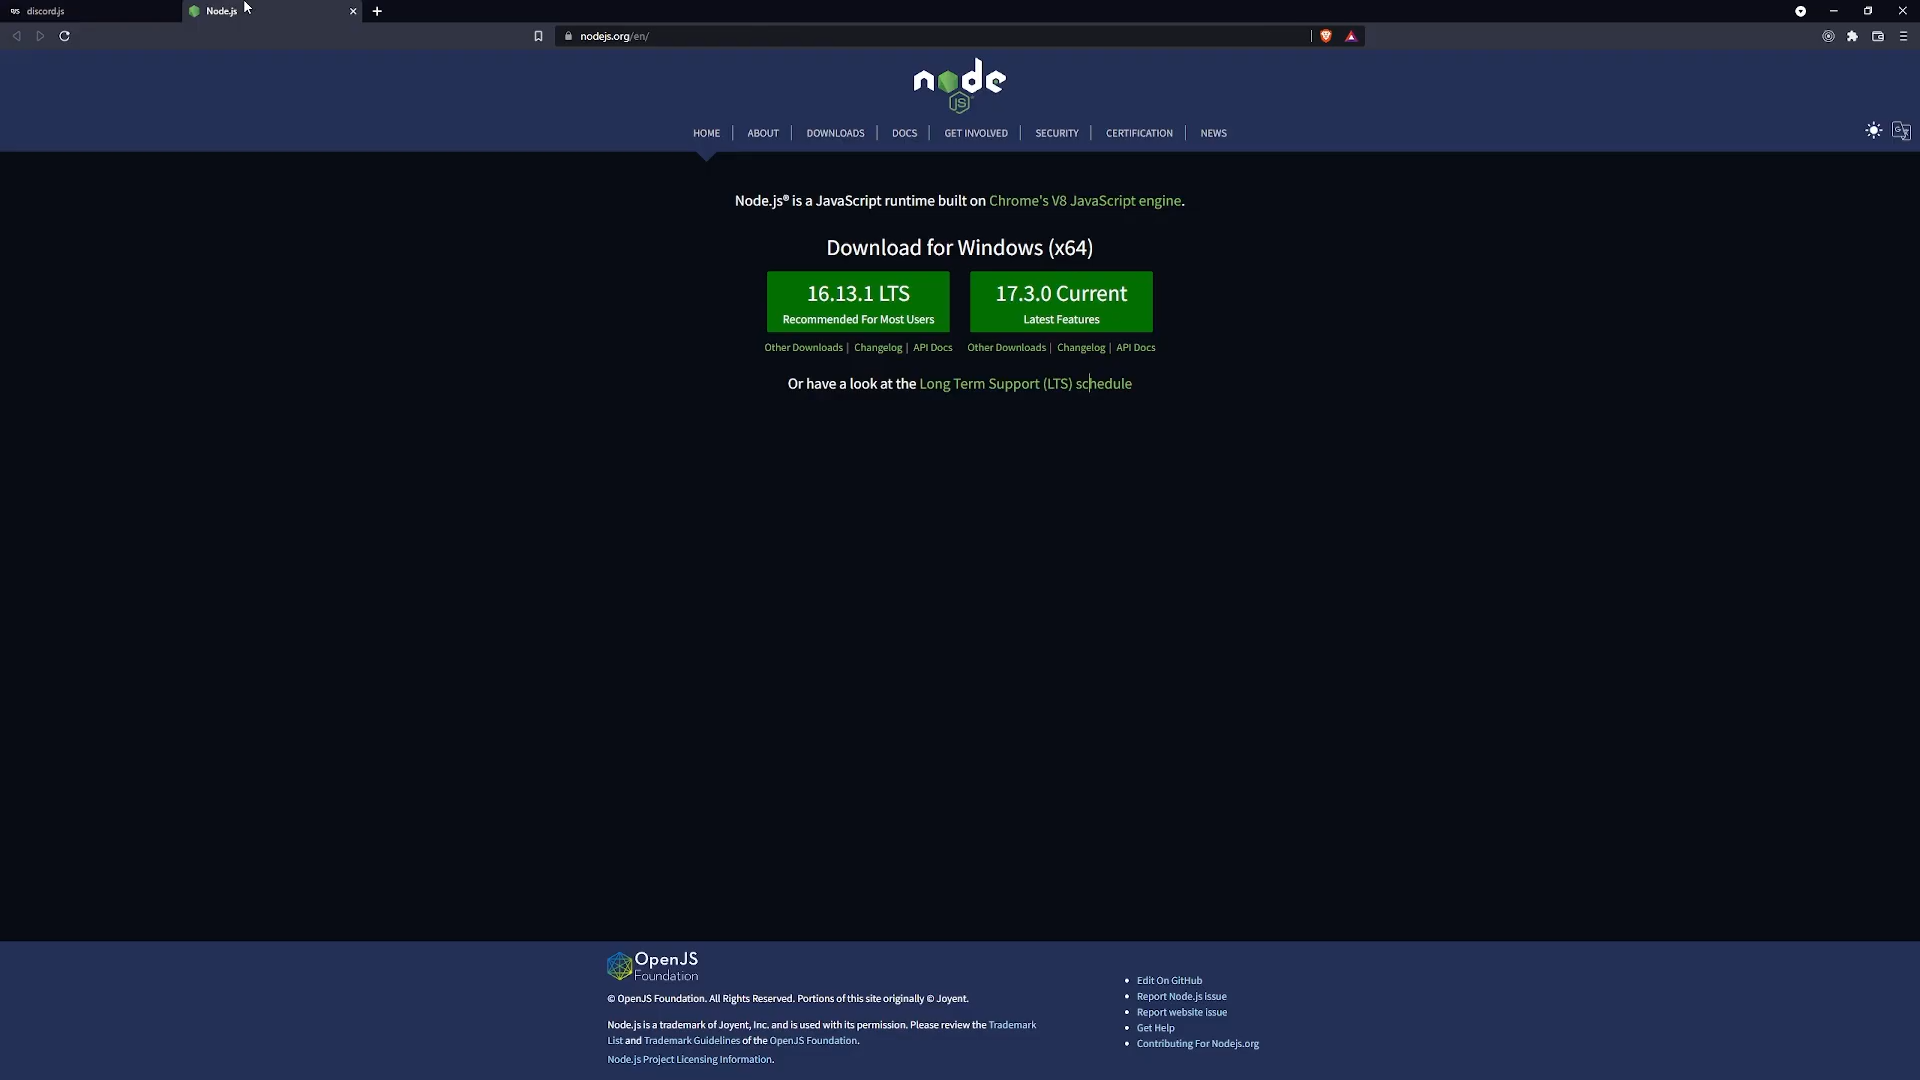 discord.js
Node.js
nodejs.org/en/
node
JS
HOME
ABOUT
DOWNLOADS
DOCS
GET INVOLVED
SECURITY
CERTIFICATION
NEWS
Node.js® is a JavaScript runtime built on Chrome's V8 JavaScript engine.
Download for Windows (x64)
16.13.1 LTS
Recommended For Most Users
17.3.0 Current
Latest Features
Other Downloads | Changelog | API Docs
Other Downloads | Changelog | API Docs
Or have a look at the Long Term Support (LTS) schedule
OpenJS
Foundation
© OpenJS Foundation. All Rights Reserved. Portions of this site originally © Joyent.
Node.js is a trademark of Joyent, Inc. and is used with its permission. Please review the Trademark
List and Trademark Guidelines of the OpenJS Foundation.
Node.js Project Licensing Information.
Edit On GitHub
Report Node.js issue
Report website issue
Get Help
Contributing For Nodejs.org